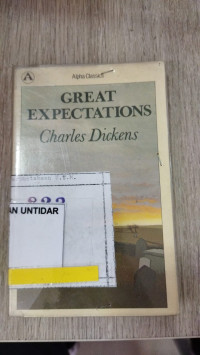 Alpha Classics
GREAT
EXPECTATIONS
Charles Dickens
AN UNTIDAR